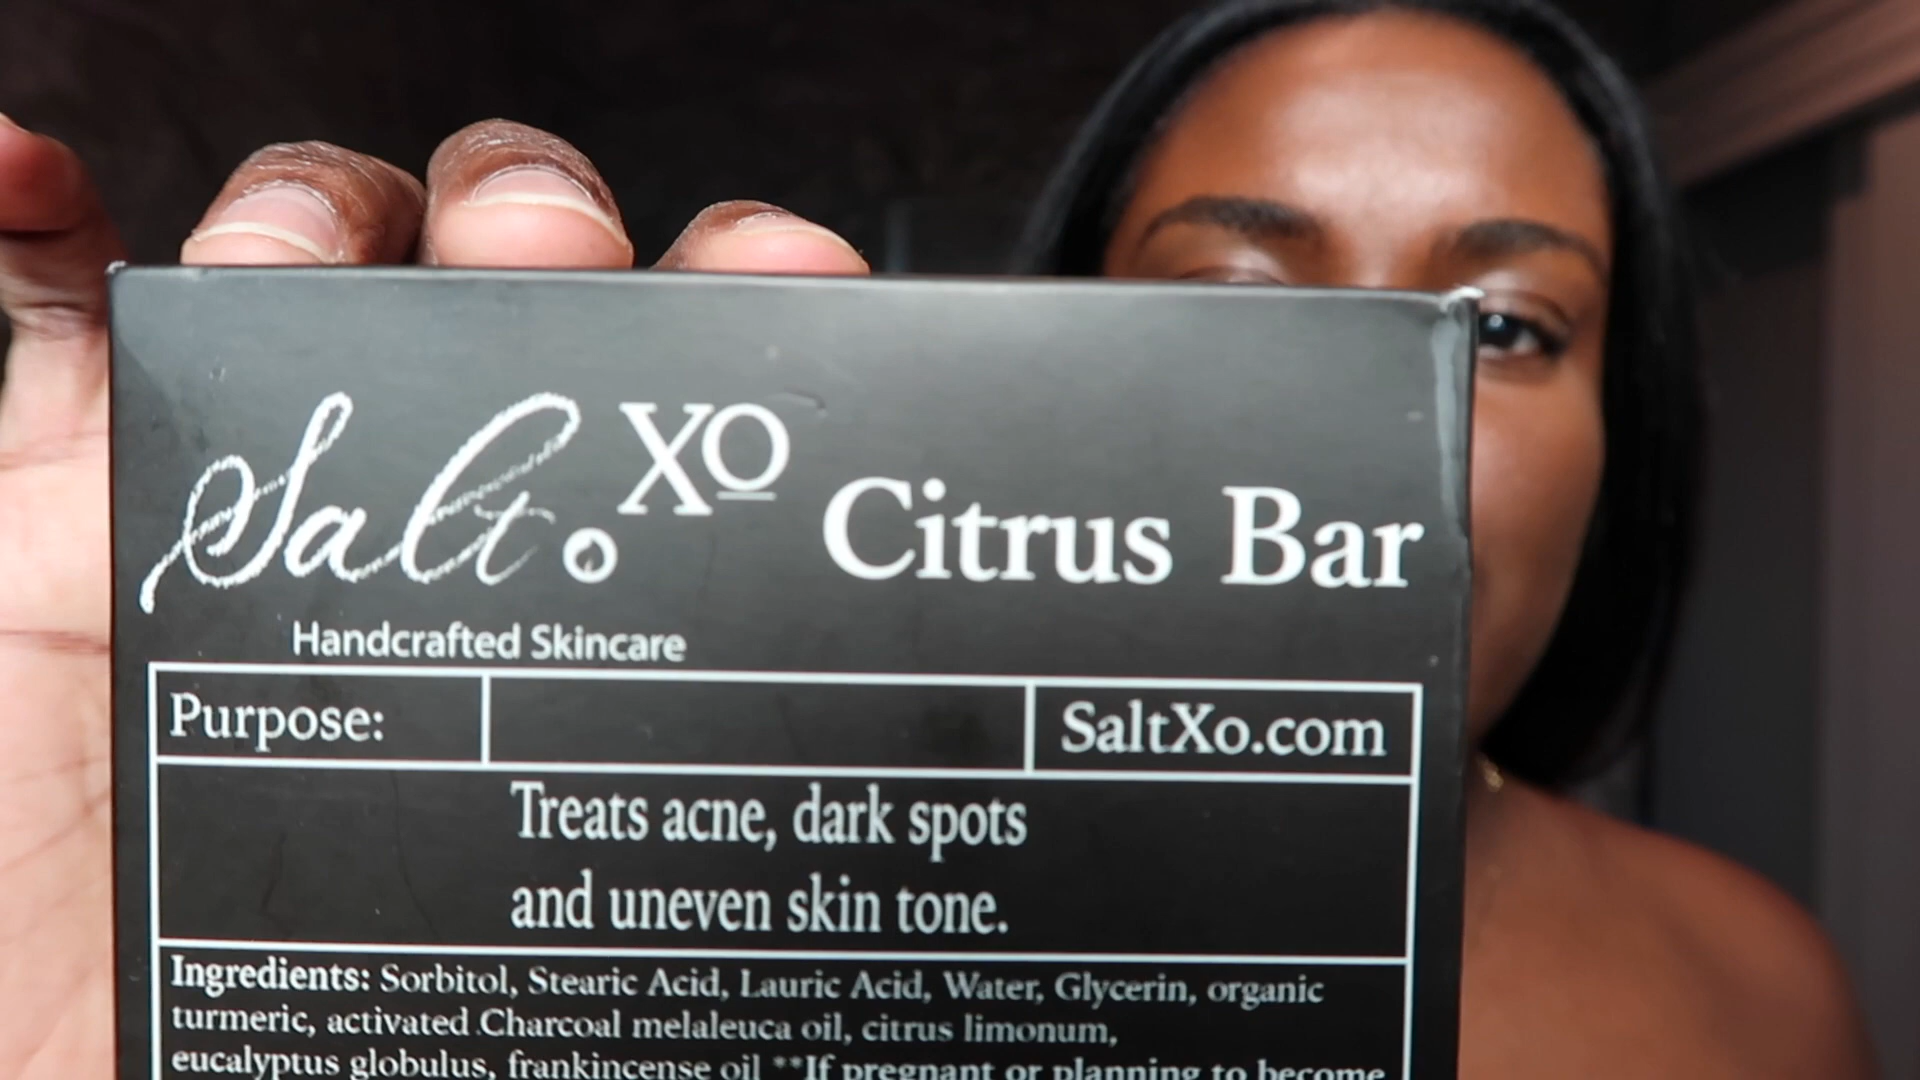 Salt. XO Citrus Bar
Handcrafted Skincare
Purpose: SaltXo.com
Treats acne, dark spots
and uneven skin tone.
Ingredients: Sorbitol, Stearic Acid, Lauric Acid, Water, Glycerin, organic
turmeric, activated Charcoal melaleuca oil, citrus limonum,
eucalyptus globulus, frankincense oil **If pregnant or planning to become